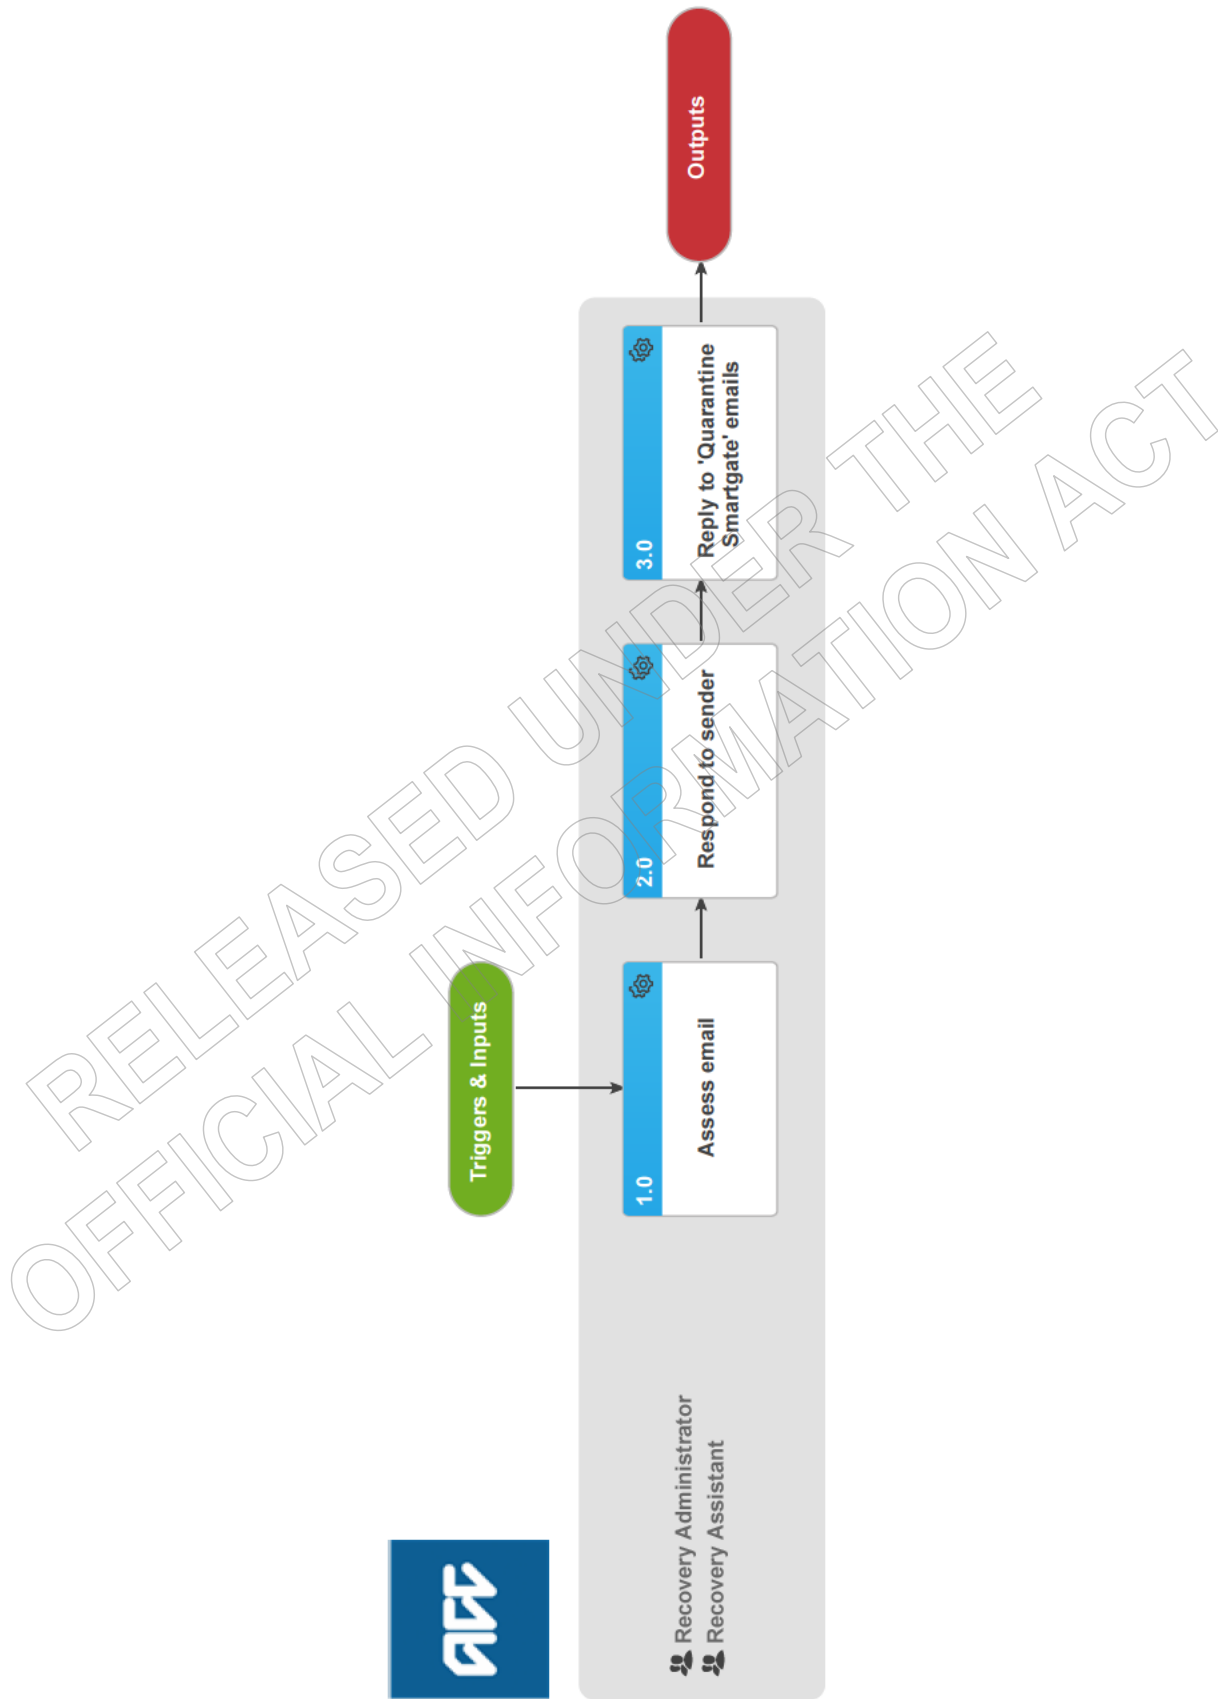 ACC
Triggers & Inputs
Recovery Administrator
Recovery Assistant
1.0
Assess email
2.0
Respond to sender
3.0
Reply to 'Quarantine
Smartgate' emails
Outputs
RELEASED UNDER THE
OFFICIAL INFORMATION ACT